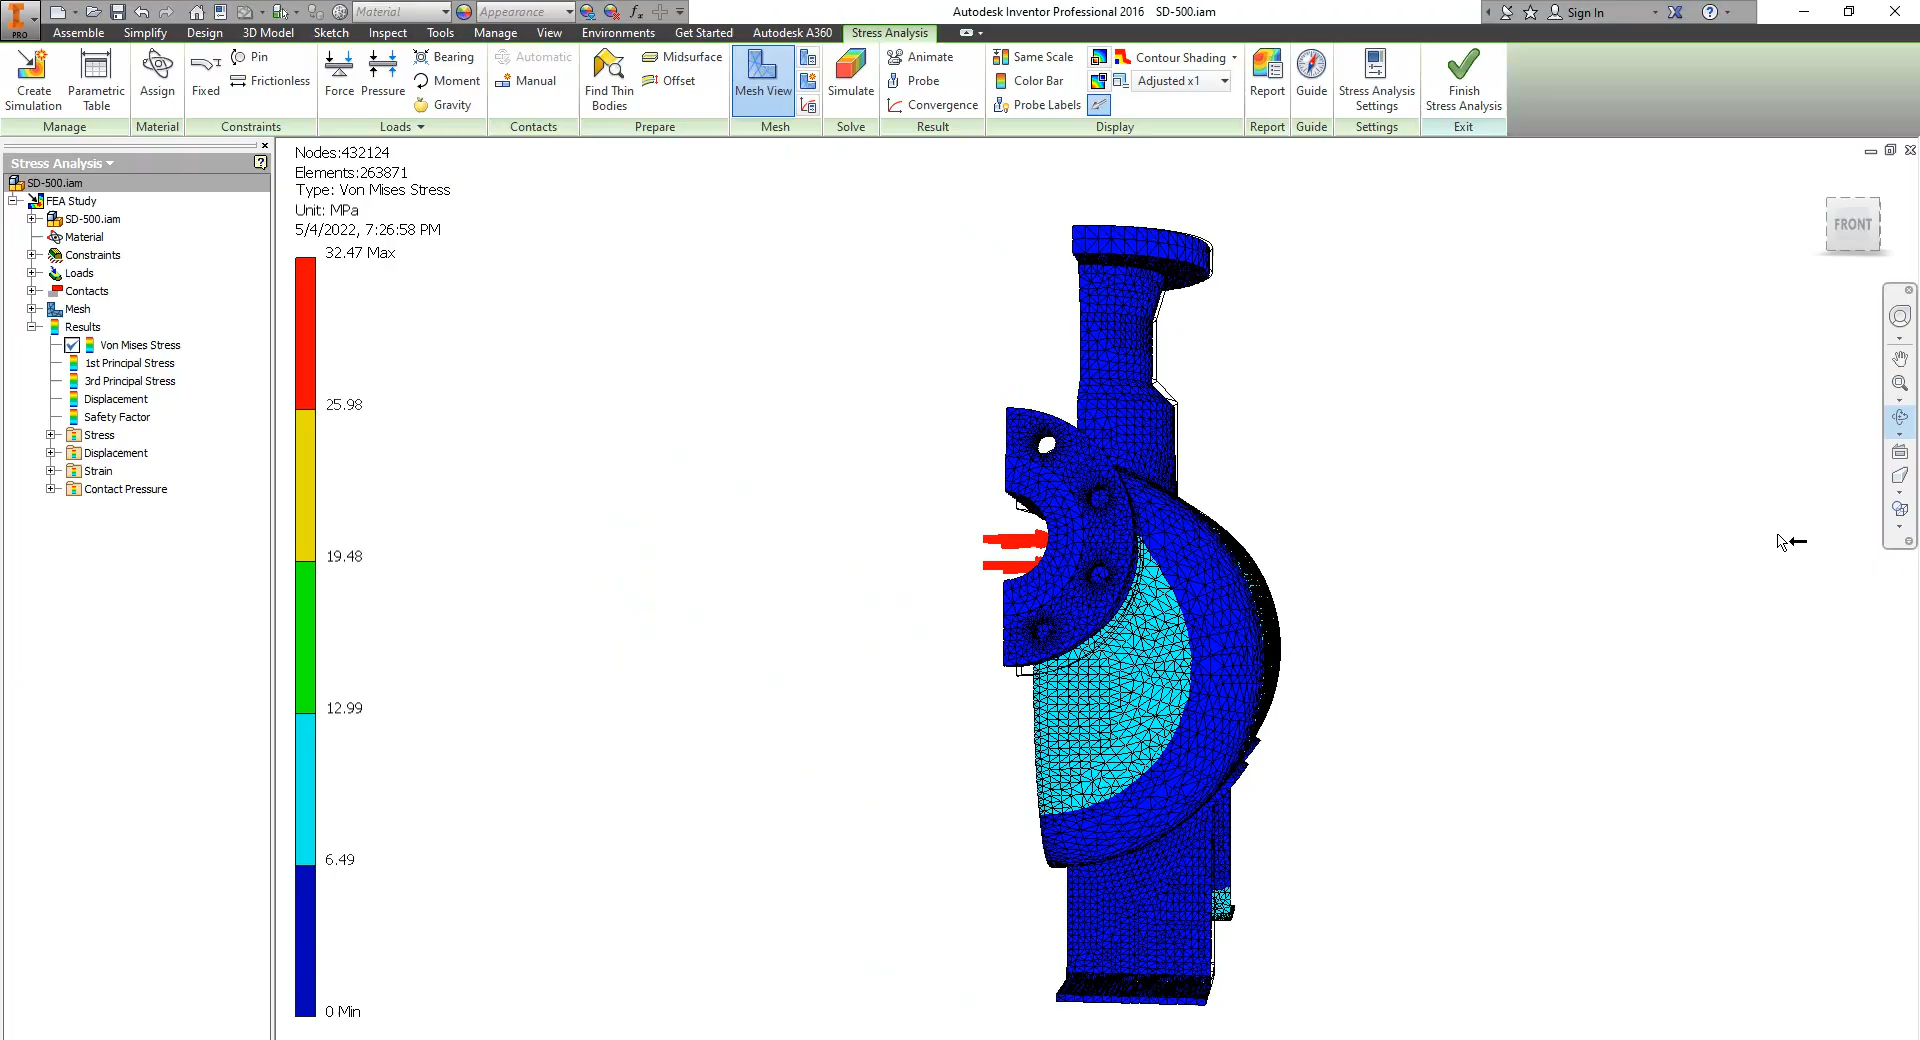 Material
Appearance
fx
Autodesk Inventor Professional 2016 SD-500.iam
Sign In
PRO
Assemble Simplify Design 3D Model Sketch Inspect Tools Manage View Environments Get Started Autodesk A360 Stress Analysis
Create Simulation
Parametric Table
Manage
Assign
Material
Fixed
Pin
Frictionless
Constraints
Force
Pressure
Bearing
Moment
Gravity
Loads
Automatic
Manual
Contacts
Find Thin Bodies
Midsurface
Offset
Prepare
Mesh View
Mesh
Simulate
Solve
Animate
Probe
Convergence
Result
Same Scale
Color Bar
Probe Labels
Contour Shading
Adjusted x1
Display
Report
Report
Guide
Guide
Stress Analysis Settings
Settings
Finish Stress Analysis
Exit
Stress Analysis
SD-500.iam
FEA Study
SD-500.iam
Material
Constraints
Loads
Contacts
Mesh
Results
Von Mises Stress
1st Principal Stress
3rd Principal Stress
Displacement
Safety Factor
Stress
Displacement
Strain
Contact Pressure
Nodes:432124
Elements:263871
Type: Von Mises Stress
Unit: MPa
5/4/2022, 7:26:58 PM
32.47 Max
25.98
19.48
12.99
6.49
0 Min
FRONT